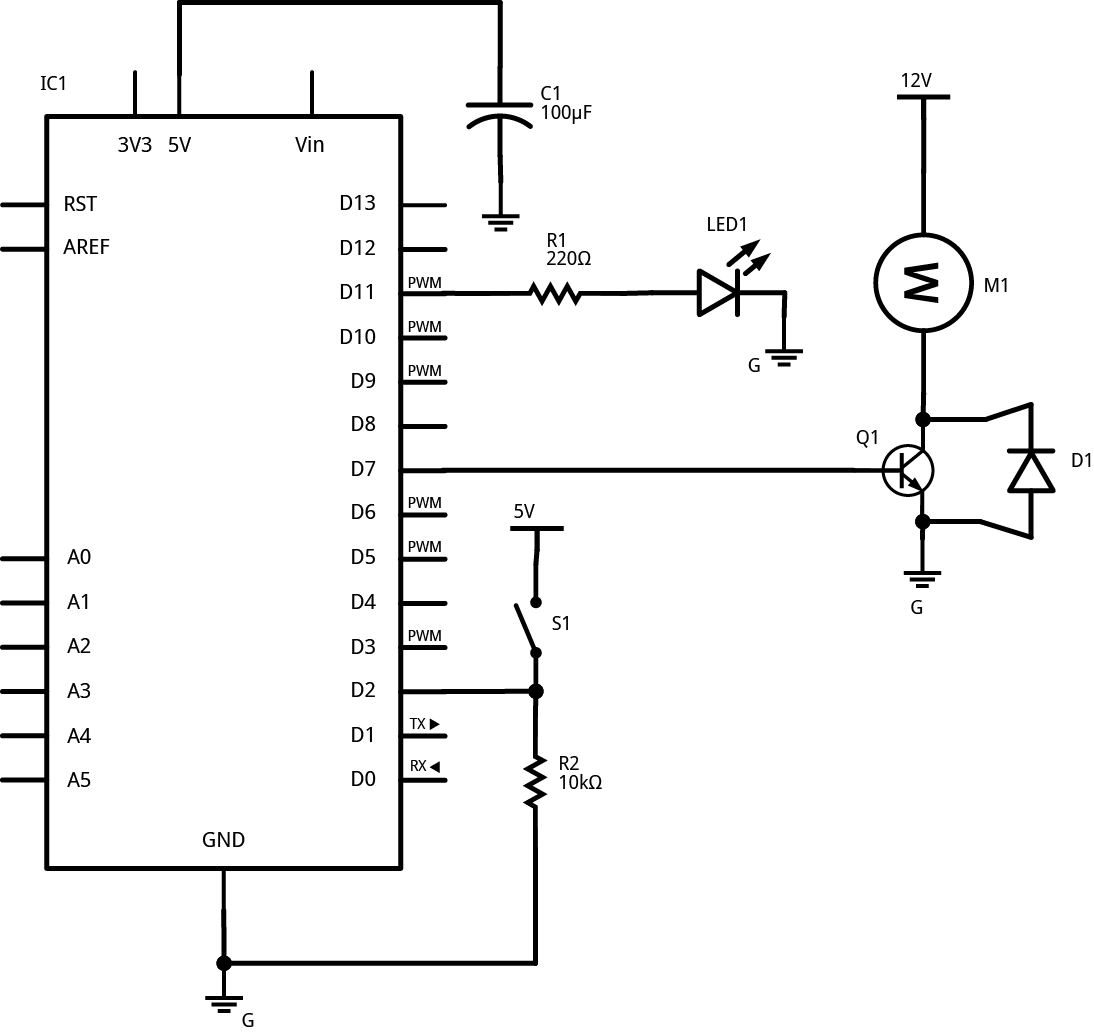 IC1
3V3 5V Vin
C1
100µF
12V
RST
AREF
D13
D12
D11
PWM
D10
PWM
D9
PWM
D8
D7
D6
PWM
D5
PWM
D4
D3
PWM
D2
D1
TX
D0
RX
A0
A1
A2
A3
A4
A5
GND
G
R1
220Ω
LED1
G
M
M1
Q1
D1
G
5V
S1
R2
10kΩ